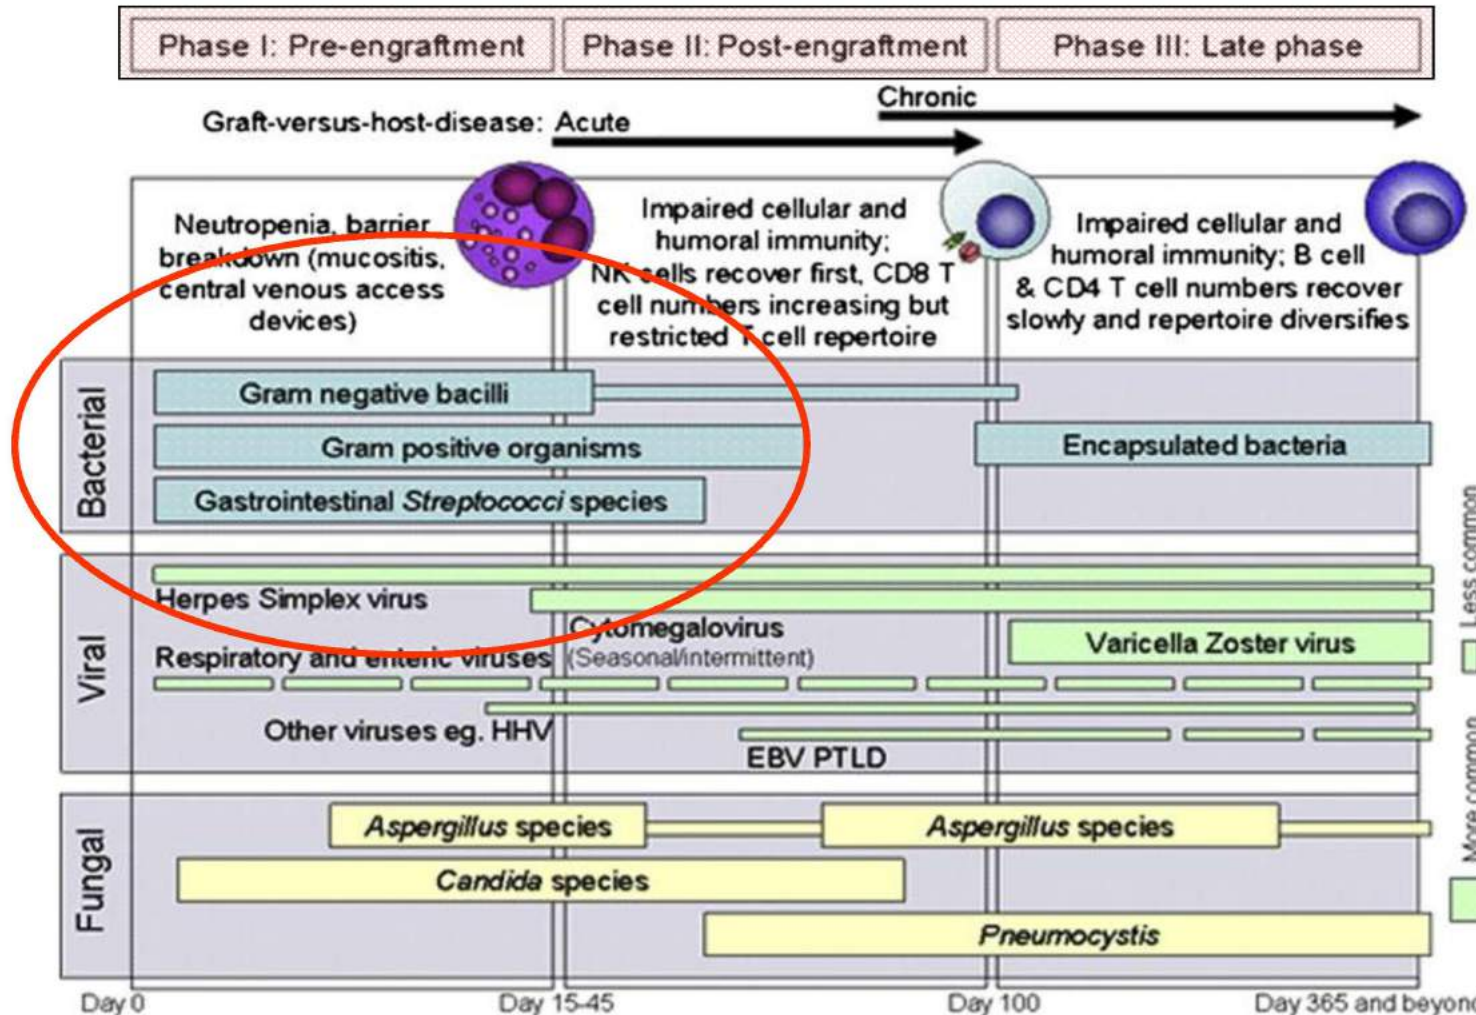 Phase I: Pre-engraftment
Phase II: Post-engraftment
Phase III: Late phase
Chronic
Graft-versus-host-disease: Acute
Neutropenia, barrier
breakdown (mucositis,
central venous access
devices)
Impaired cellular and
humoral immunity;
NK cells recover first, CD8 T
cell numbers increasing but
restricted T cell repertoire
Impaired cellular and
humoral immunity; B cell
& CD4 T cell numbers recover
slowly and repertoire diversifies
Bacterial
Gram negative bacilli
Gram positive organisms
Encapsulated bacteria
Gastrointestinal Streptococci species
Viral
Herpes Simplex virus
Cytomegalovirus
Varicella Zoster virus
Respiratory and enteric viruses
(Seasonal/intermittent)
Other viruses eg. HHV
EBV PTLD
Fungal
Aspergillus species
Aspergillus species
Candida species
Pneumocystis
Less common
More common
Day 0
Day 15-45
Day 100
Day 365 and beyond